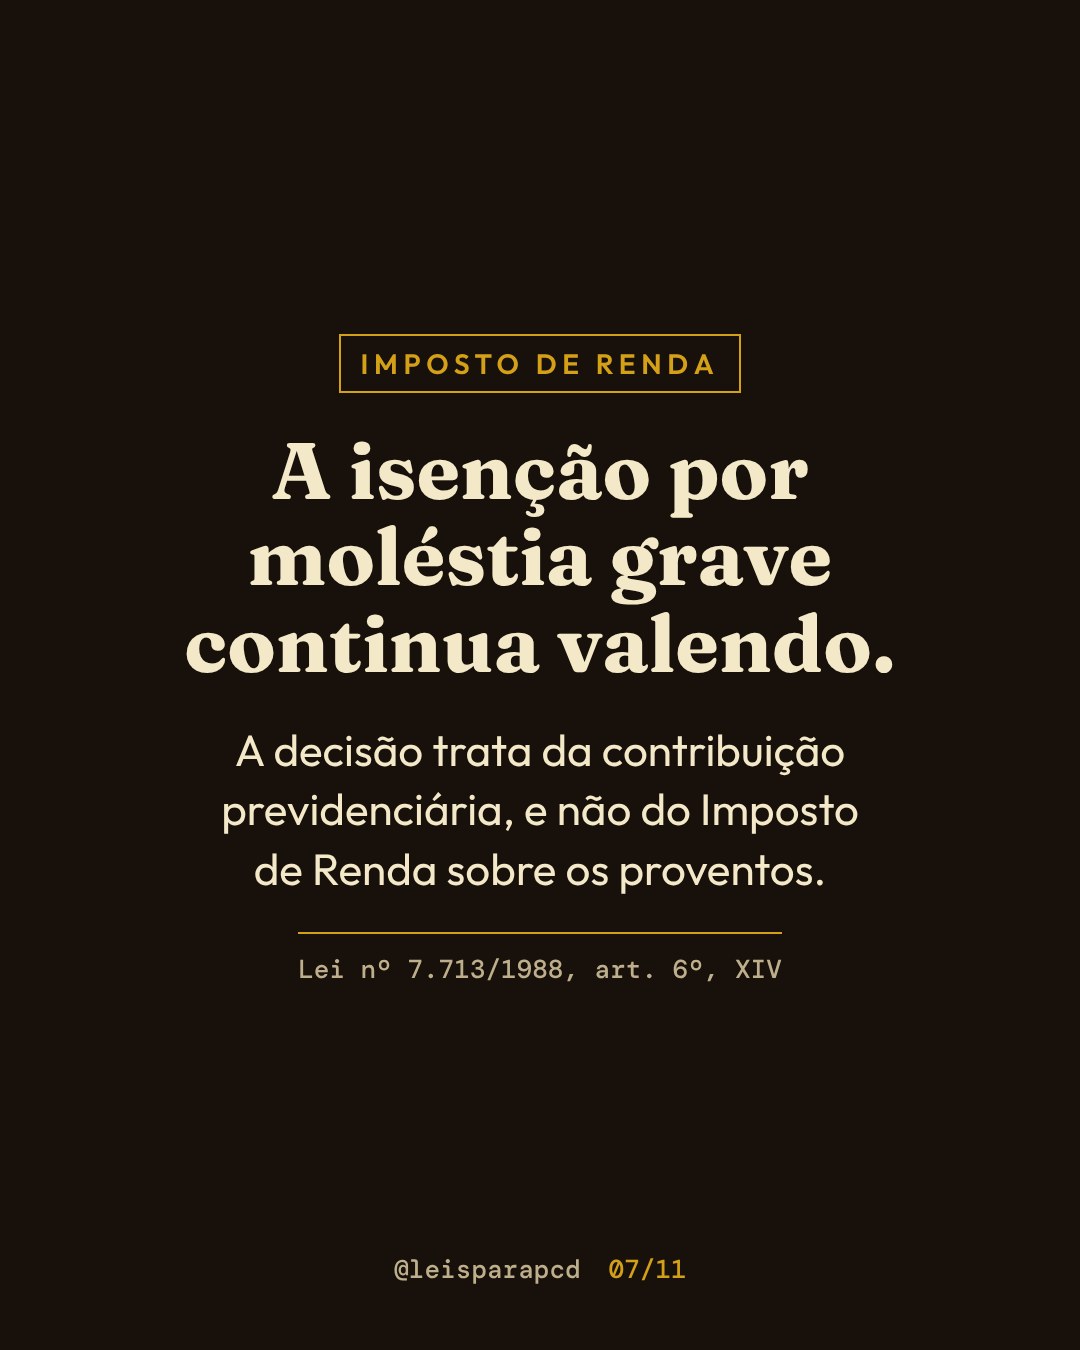 IMPOSTO DE RENDA
A isenção por
moléstia grave
continua valendo.
A decisão trata da contribuição
previdenciária, e não do Imposto
de Renda sobre os proventos.
Lei nº 7.713/1988, art. 6º, XIV
@leisparapcd 07/11